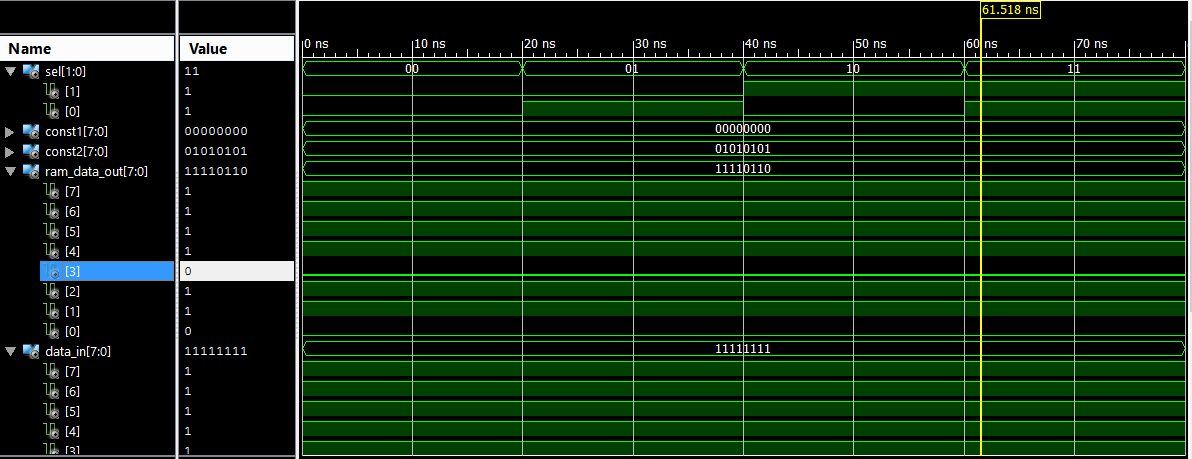 61.518 ns
Name Value 0 ns 10 ns 20 ns 30 ns 40 ns 50 ns 60 ns 70 ns 80
sel[1:0] 11 00 01 10 11
[1] 1
[0] 1
const1[7:0] 00000000 00000000
const2[7:0] 01010101 01010101
ram_data_out[7:0] 11110110 11110110
[7] 1
[6] 1
[5] 1
[4] 1
[3] 0
[2] 1
[1] 1
[0] 0
data_in[7:0] 11111111 11111111
[7] 1
[6] 1
[5] 1
[4] 1
[3] 1